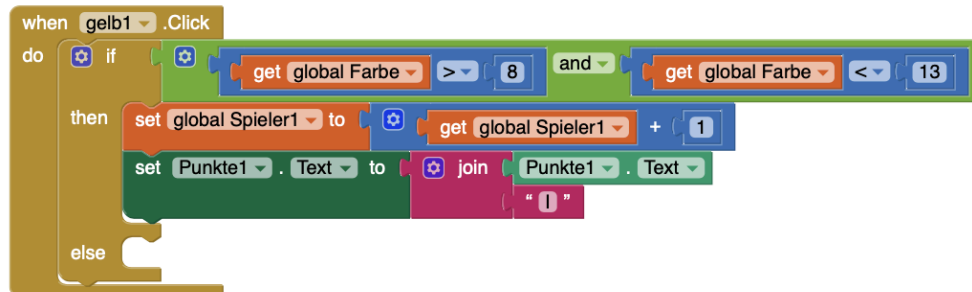 when gelb1 .Click
do if get global Farbe > 8 and get global Farbe < 13
then set global Spieler1 to get global Spieler1 + 1
set Punkte1 . Text to join Punkte1 . Text
“ | ”
else